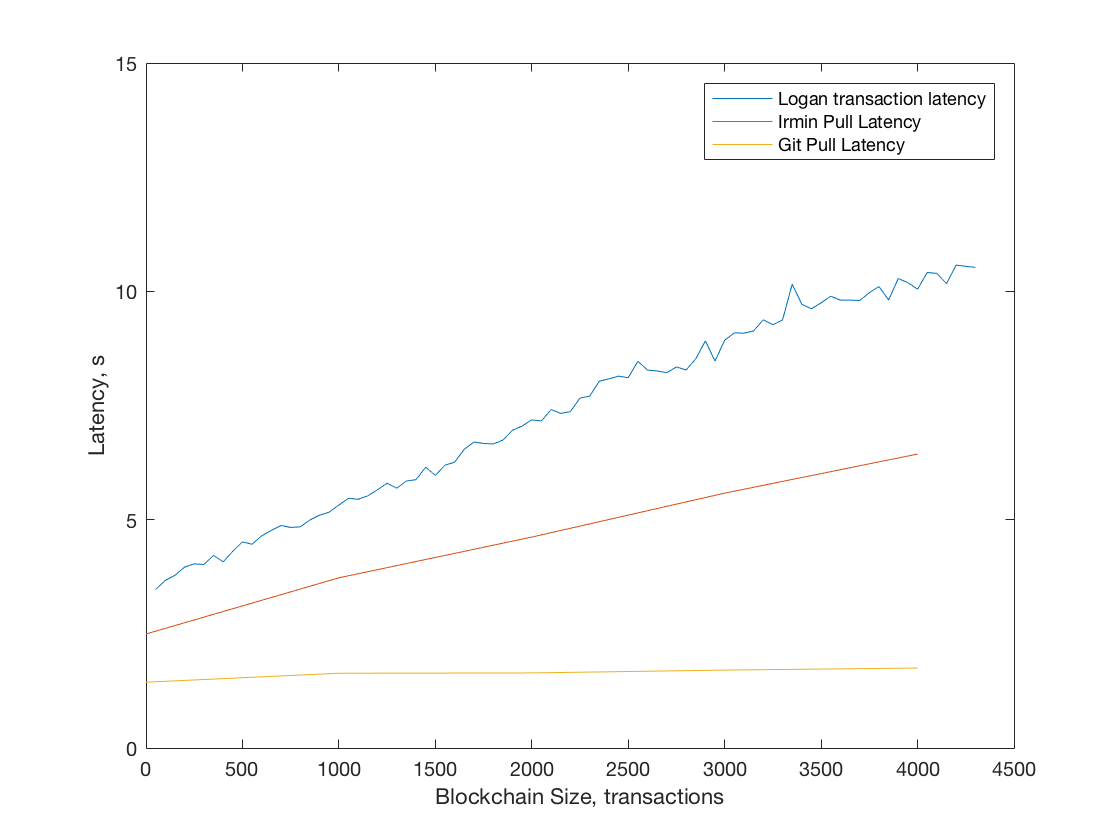 15
10
5
0
Latency, s
Logan transaction latency
Irmin Pull Latency
Git Pull Latency
0 500 1000 1500 2000 2500 3000 3500 4000 4500
Blockchain Size, transactions